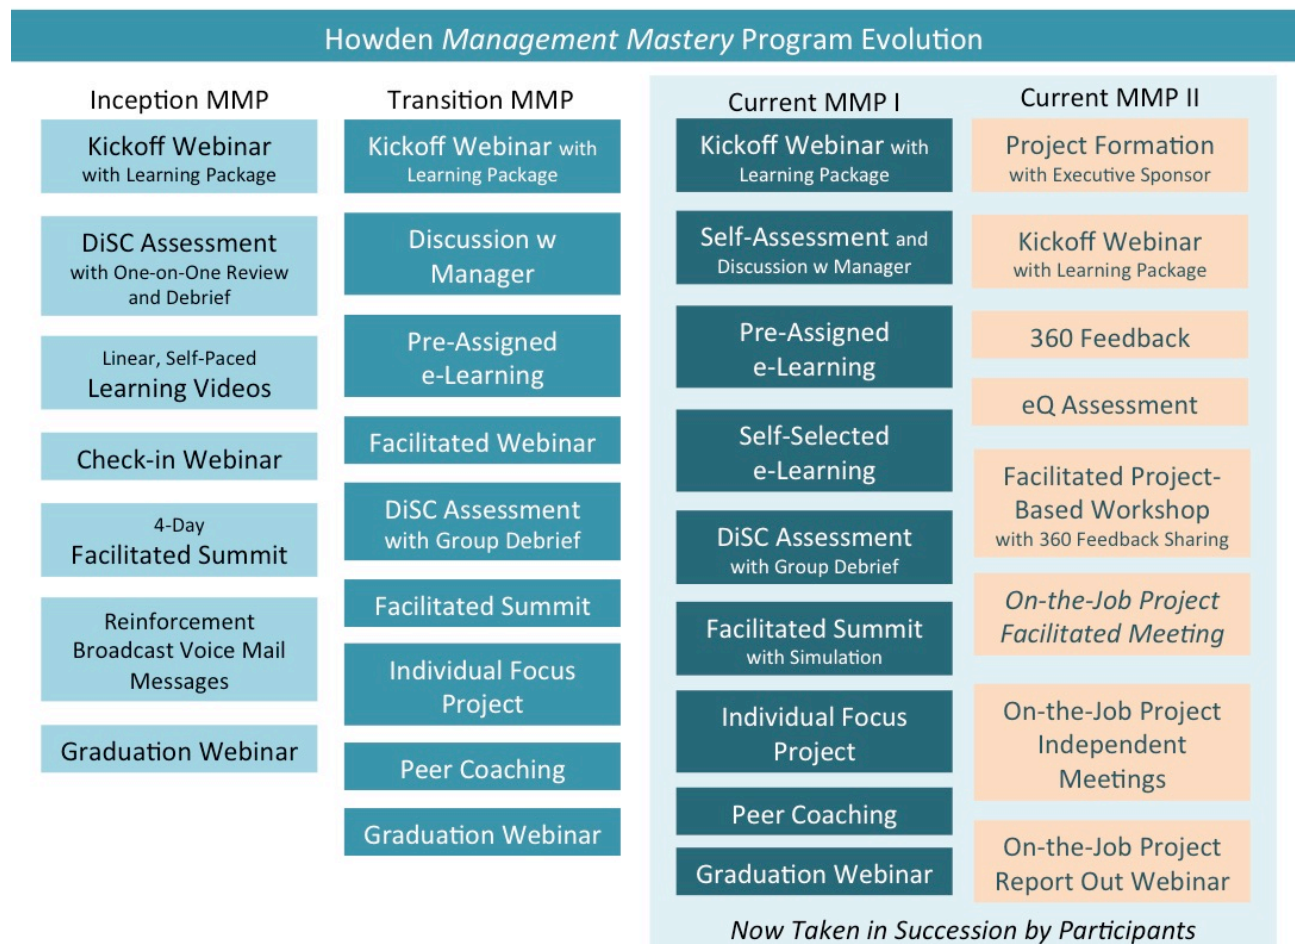 Howden Management Mastery Program Evolution
Inception MMP
Kickoff Webinar
with Learning Package
DiSC Assessment
with One-on-One Review
and Debrief
Linear, Self-Paced
Learning Videos
Check-in Webinar
4-Day
Facilitated Summit
Reinforcement
Broadcast Voice Mail
Messages
Graduation Webinar
Transition MMP
Kickoff Webinar with
Learning Package
Discussion w
Manager
Pre-Assigned
e-Learning
Facilitated Webinar
DiSC Assessment
with Group Debrief
Facilitated Summit
Individual Focus
Project
Peer Coaching
Graduation Webinar
Current MMP I
Kickoff Webinar with
Learning Package
Self-Assessment and
Discussion w Manager
Pre-Assigned
e-Learning
Self-Selected
e-Learning
DiSC Assessment
with Group Debrief
Facilitated Summit
with Simulation
Individual Focus
Project
Peer Coaching
Graduation Webinar
Current MMP II
Project Formation
with Executive Sponsor
Kickoff Webinar
with Learning Package
360 Feedback
eQ Assessment
Facilitated Project-
Based Workshop
with 360 Feedback Sharing
On-the-Job Project
Facilitated Meeting
On-the-Job Project
Independent
Meetings
On-the-Job Project
Report Out Webinar
Now Taken in Succession by Participants